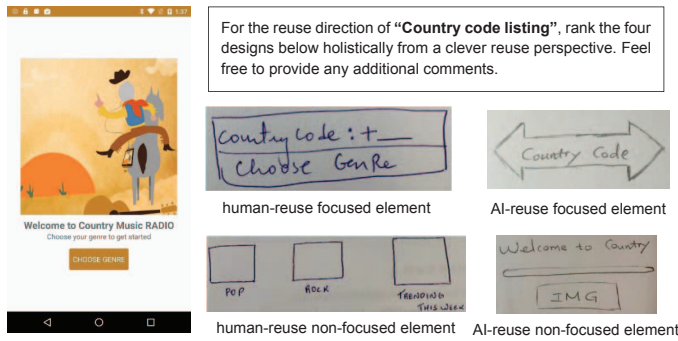 1:37
For the reuse direction of “Country code listing”, rank the four
designs below holistically from a clever reuse perspective. Feel
free to provide any additional comments.
Welcome to Country Music RADIO
Choose your genre to get started
CHOOSE GENRE
Country Code : +__
Choose GenRe
human-reuse focused element
Country Code
AI-reuse focused element
POP
ROCK
TRENDING
THIS WEEK
human-reuse non-focused element
Welcome to Country
IMG
AI-reuse non-focused element